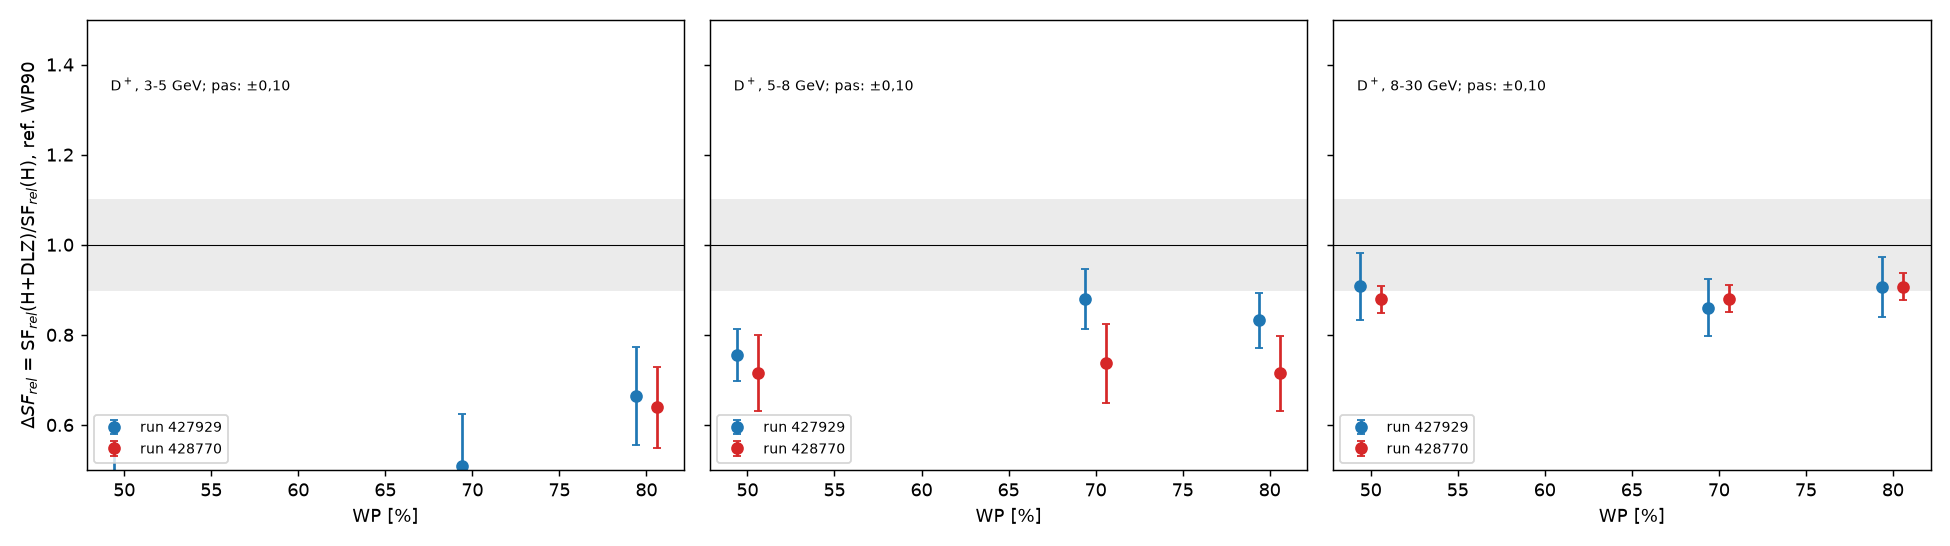 ΔSF_rel = SF_rel(H+DLZ)/SF_rel(H), ref. WP90
1.4
1.2
1.0
0.8
0.6
D⁺, 3-5 GeV; pas: ±0,10
run 427929
run 428770
50 55 60 65 70 75 80
WP [%]
D⁺, 5-8 GeV; pas: ±0,10
run 427929
run 428770
50 55 60 65 70 75 80
WP [%]
D⁺, 8-30 GeV; pas: ±0,10
run 427929
run 428770
50 55 60 65 70 75 80
WP [%]